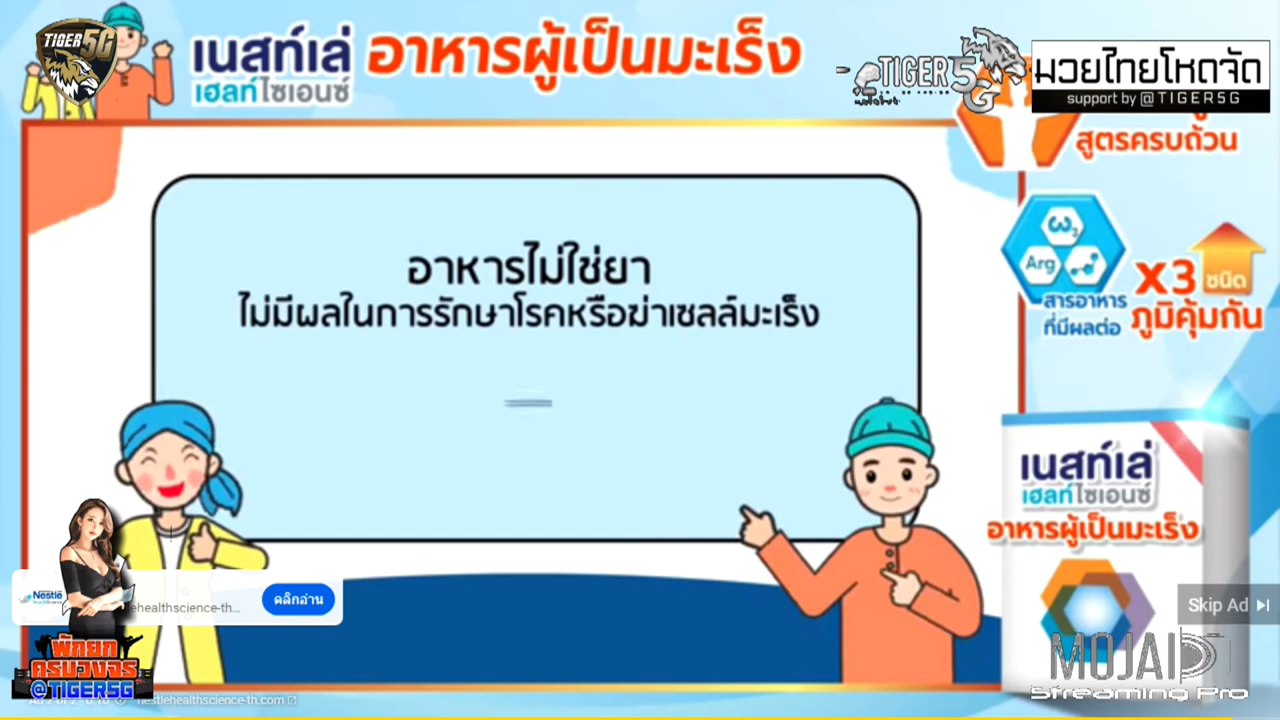 TIGER 5G
เนสท์เล่
เฮลท์ไซเอนซ์
อาหารผู้เป็นมะเร็ง
TIGER 5G
มวยไทยโหดจัด
support by @TIGER5G
สูตรครบถ้วน
อาหารไม่ใช่ยา
ไม่มีผลในการรักษาโรคหรือฆ่าเซลล์มะเร็ง
ω3
Arg
x3
ชนิด
สารอาหาร
ที่มีผลต่อ
ภูมิคุ้มกัน
เนสท์เล่
เฮลท์ไซเอนซ์
อาหารผู้เป็นมะเร็ง
Nestlé
lehealthscience-th...
คลิกอ่าน
Skip Ad
พักยก
ครบวงจร
@TIGER5G
MOJAI
Streaming Pro
Ad 2 of 2 · 0:10
nestlehealthscience-th.com